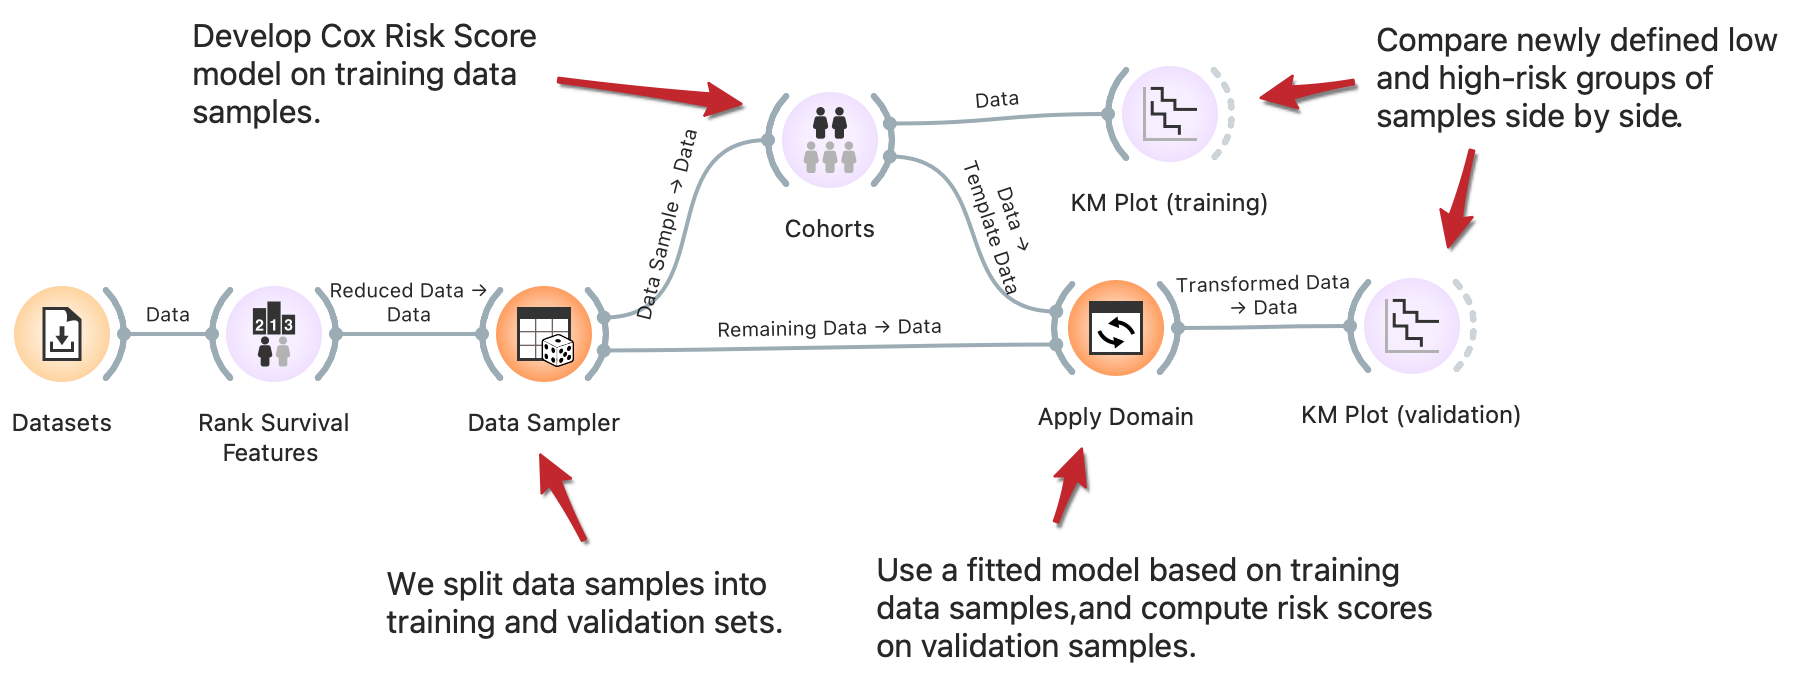 Develop Cox Risk Score
model on training data
samples.
Compare newly defined low
and high-risk groups of
samples side by side.
Data
KM Plot (training)
Cohorts
Data Sample → Data
Data →
Template Data
Data
Reduced Data →
Data
Remaining Data → Data
Transformed Data
→ Data
2 1 3
Datasets
Rank Survival
Features
Data Sampler
Apply Domain
KM Plot (validation)
We split data samples into
training and validation sets.
Use a fitted model based on training
data samples,and compute risk scores
on validation samples.